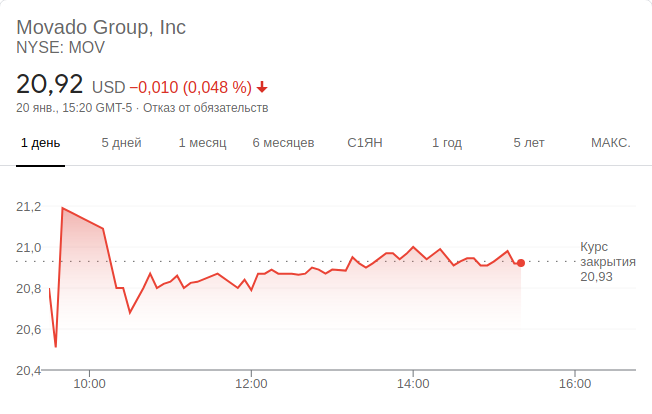 Movado Group, Inc
NYSE: MOV
20,92 USD −0,010 (0,048 %)
20 янв., 15:20 GMT-5 · Отказ от обязательств
1 день 5 дней 1 месяц 6 месяцев С1ЯН 1 год 5 лет МАКС.
21,2
21,0
20,8
20,6
20,4
Курс
закрытия
20,93
10:00 12:00 14:00 16:00